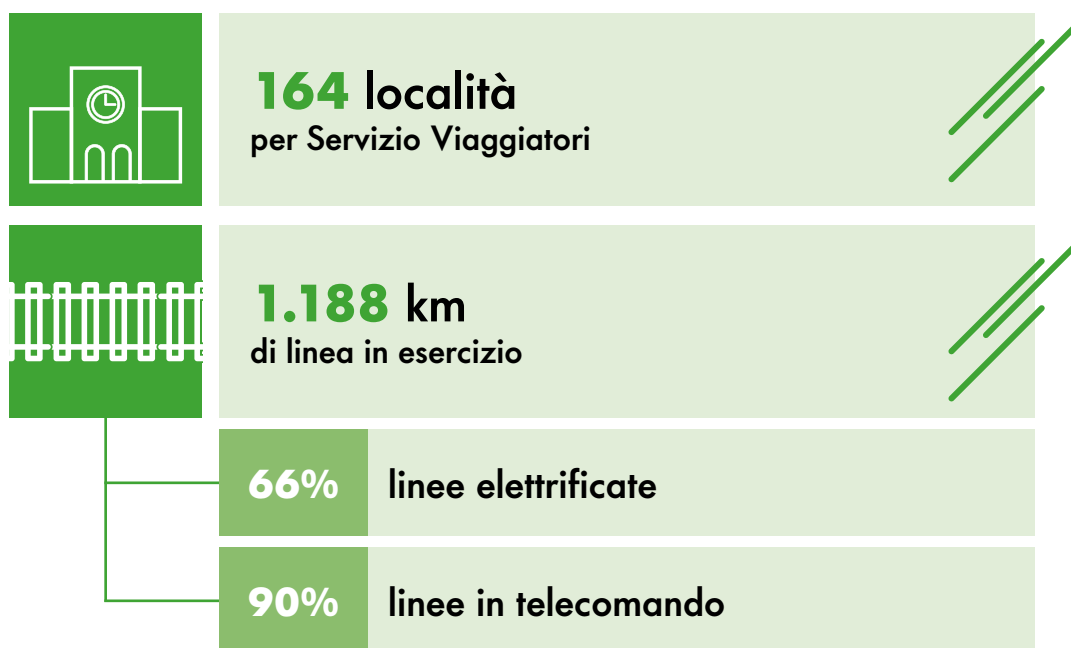 164 località
per Servizio Viaggiatori
1.188 km
di linea in esercizio
66% linee elettrificate
90% linee in telecomando